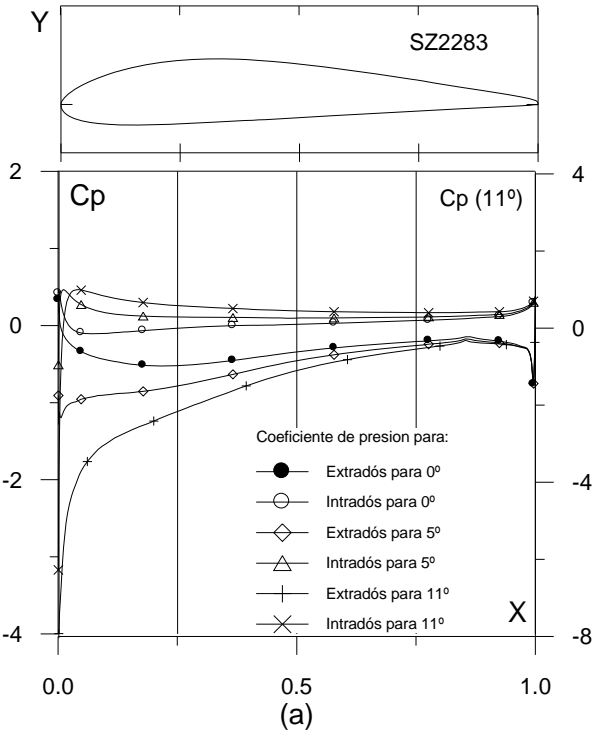 Y
SZ2283
2
4
Cp
Cp (11º)
2
0
0
-2
-2
-4
Coeficiente de presion para:
Extradós para 0º
Intradós para 0º
Extradós para 5º
Intradós para 5º
Extradós para 11º
Intradós para 11º
X
-4
-8
0.0
0.5
1.0
(a)